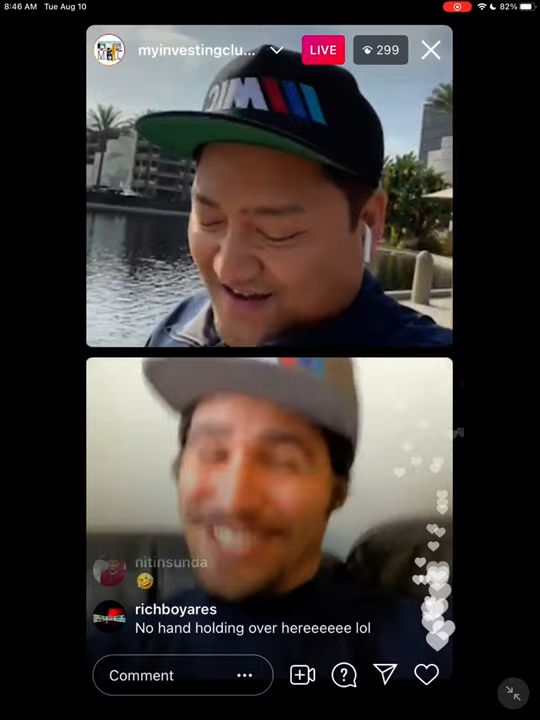 8:46 AM Tue Aug 10
82%
myinvestingclu...
LIVE
299
nitinsunda
🤣
richboyares
No hand holding over hereeeeee lol
Comment